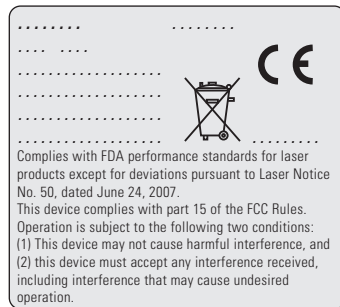 CE
Complies with FDA performance standards for laser
products except for deviations pursuant to Laser Notice
No. 50, dated June 24, 2007.
This device complies with part 15 of the FCC Rules.
Operation is subject to the following two conditions:
(1) This device may not cause harmful interference, and
(2) this device must accept any interference received,
including interference that may cause undesired
operation.